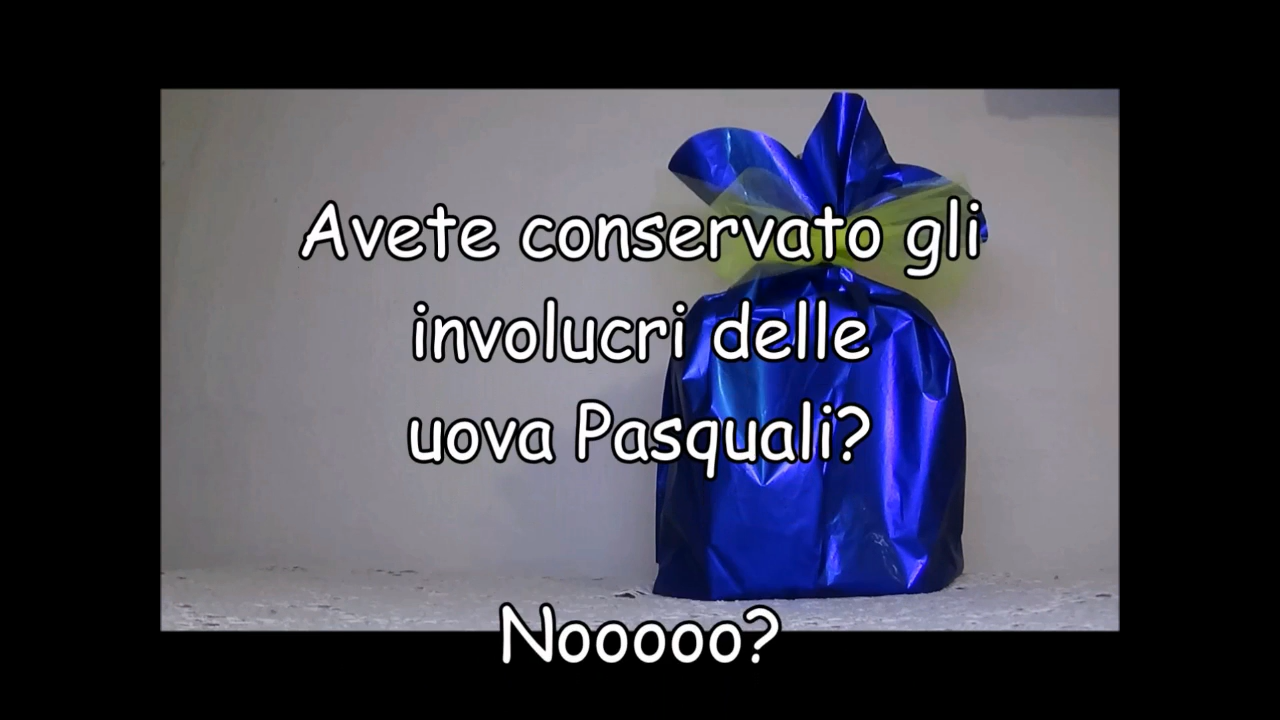 Avete conservato gli
involucri delle
uova Pasquali?
Nooooo?